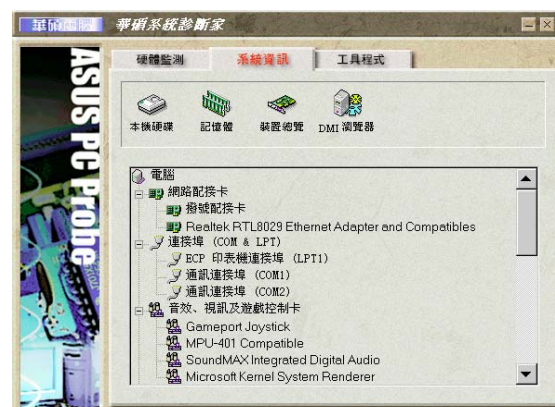 華碩電腦 華碩系統診斷家
硬體監測 系統資訊 工具程式
ASUS PC Probe
本機硬碟 記憶體 裝置總覽 DMI 瀏覽器
電腦
網路配接卡
撥號配接卡
Realtek RTL8029 Ethernet Adapter and Compatibles
連接埠 (COM & LPT)
ECP 印表機連接埠 (LPT1)
通訊連接埠 (COM1)
通訊連接埠 (COM2)
音效、視訊及遊戲控制卡
Gameport Joystick
MPU-401 Compatible
SoundMAX Integrated Digital Audio
Microsoft Kernel System Renderer